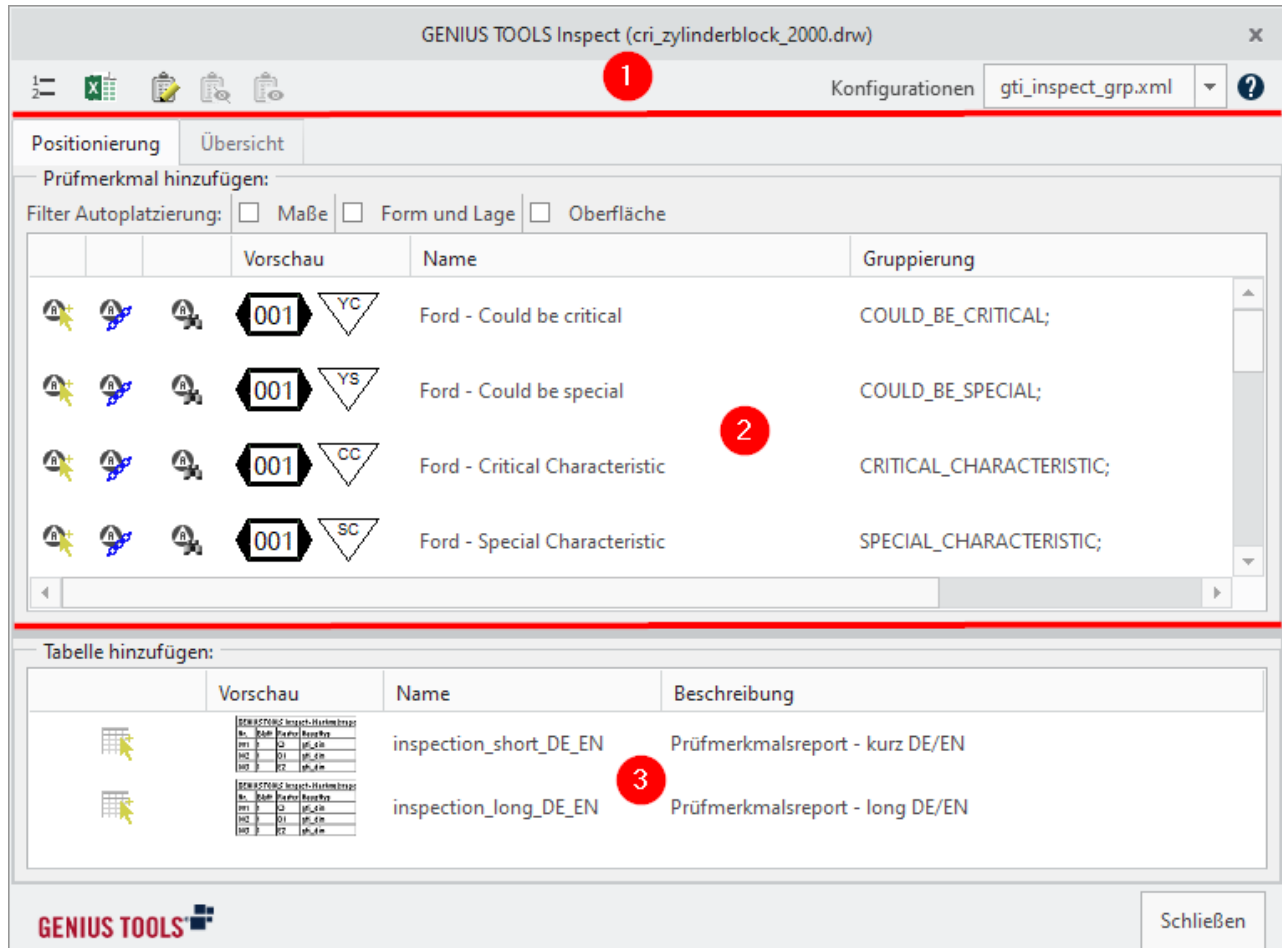 GENIUS TOOLS Inspect (cri_zylinderblock_2000.drw)
1
Konfigurationen gti_inspect_grp.xml
Positionierung Übersicht
Prüfmerkmal hinzufügen:
Filter Autoplatzierung: Maße Form und Lage Oberfläche
Vorschau Name Gruppierung
001 YC Ford - Could be critical COULD_BE_CRITICAL;
001 YS Ford - Could be special COULD_BE_SPECIAL;
2
001 CC Ford - Critical Characteristic CRITICAL_CHARACTERISTIC;
001 SC Ford - Special Characteristic SPECIAL_CHARACTERISTIC;
Tabelle hinzufügen:
Vorschau Name Beschreibung
inspection_short_DE_EN Prüfmerkmalsreport - kurz DE/EN
3
inspection_long_DE_EN Prüfmerkmalsreport - long DE/EN
GENIUS TOOLS
Schließen